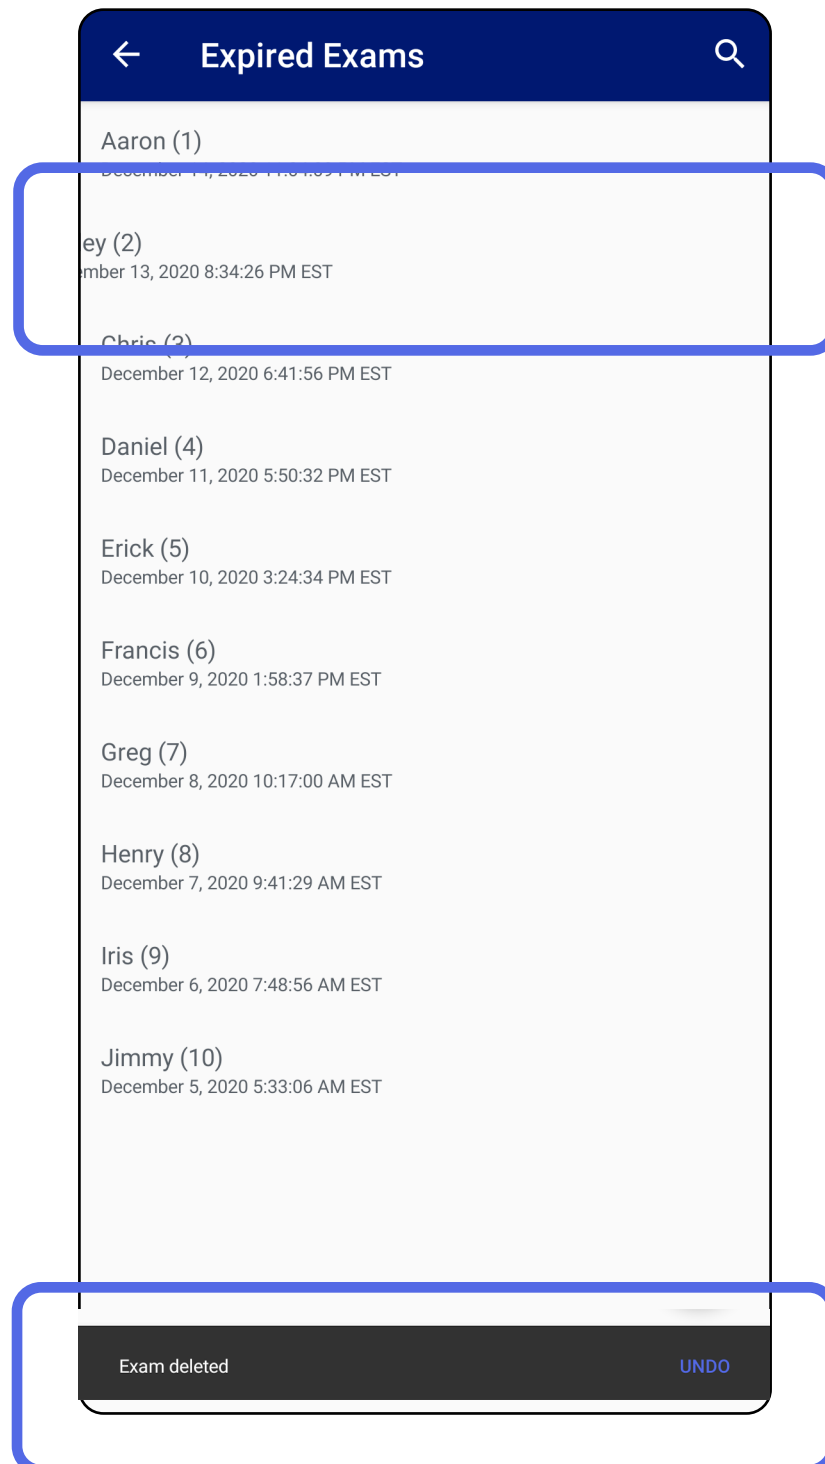 Expired Exams
Aaron (1)
ey (2)
ember 13, 2020 8:34:26 PM EST
Chris (3)
December 12, 2020 6:41:56 PM EST
Daniel (4)
December 11, 2020 5:50:32 PM EST
Erick (5)
December 10, 2020 3:24:34 PM EST
Francis (6)
December 9, 2020 1:58:37 PM EST
Greg (7)
December 8, 2020 10:17:00 AM EST
Henry (8)
December 7, 2020 9:41:29 AM EST
Iris (9)
December 6, 2020 7:48:56 AM EST
Jimmy (10)
December 5, 2020 5:33:06 AM EST
Exam deleted
UNDO